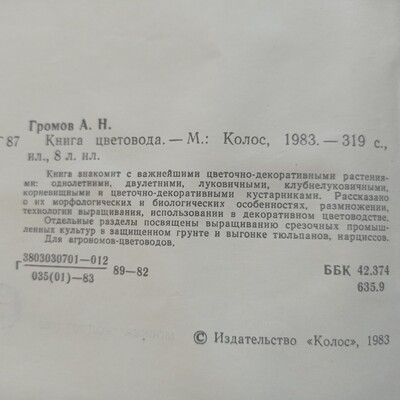 Громов А. Н.
Г87 Книга цветовода. — М.: Колос, 1983. — 319 с.,
ил., 8 л. ил.
Книга знакомит с важнейшими цветочно-декоративными растени-
ями: однолетними, двулетними, луковичными, клубнелуковичными,
корневищными и цветочно-декоративными кустарниками. Рассказано
о их морфологических и биологических особенностях, размножении,
технологии выращивания, использовании в декоративном цветоводстве.
Отдельные разделы посвящены выращиванию срезочных промыш-
ленных культур в защищенном грунте и выгонке тюльпанов, нарциссов.
Для агрономов-цветоводов.
Г 3803030701—012
035(01)—83 89—82
ББК 42.374
635.9
© Издательство «Колос», 1983